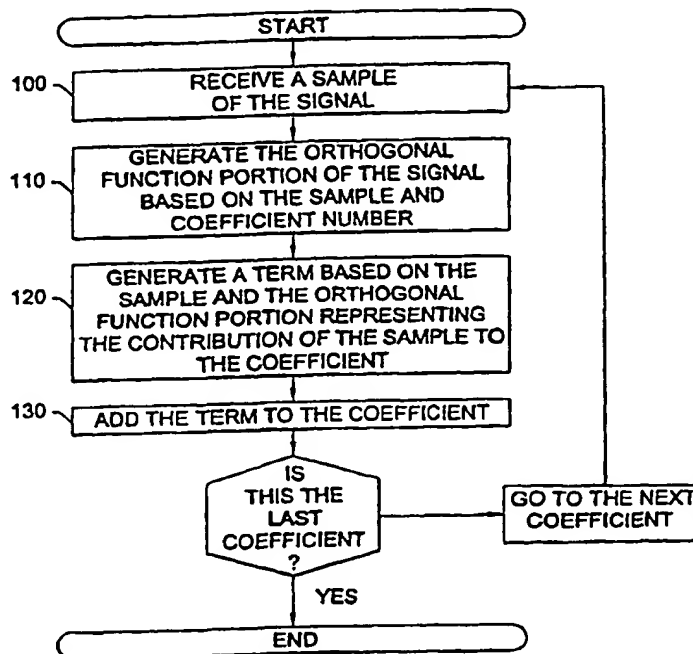 START
100
RECEIVE A SAMPLE
OF THE SIGNAL
110
GENERATE THE ORTHOGONAL
FUNCTION PORTION OF THE SIGNAL
BASED ON THE SAMPLE AND
COEFFICIENT NUMBER
120
GENERATE A TERM BASED ON THE
SAMPLE AND THE ORTHOGONAL
FUNCTION PORTION REPRESENTING
THE CONTRIBUTION OF THE SAMPLE TO
THE COEFFICIENT
130
ADD THE TERM TO THE COEFFICIENT
IS
THIS THE
LAST
COEFFICIENT
?
GO TO THE NEXT
COEFFICIENT
YES
END